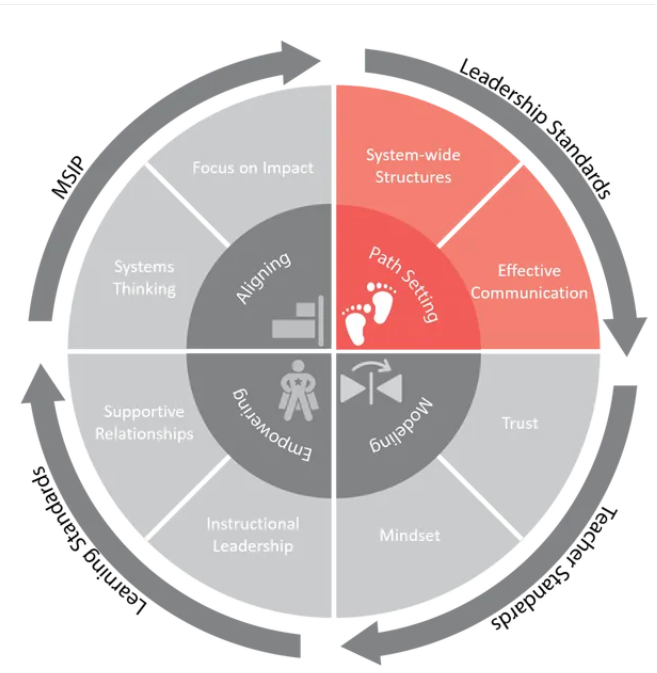 MSIP
Leadership Standards
Focus on Impact
System-wide
Structures
Systems
Thinking
Aligning
Path Setting
Effective
Communication
Supportive
Relationships
Empowering
Modeling
Trust
Instructional
Leadership
Mindset
Learning Standards
Teacher Standards